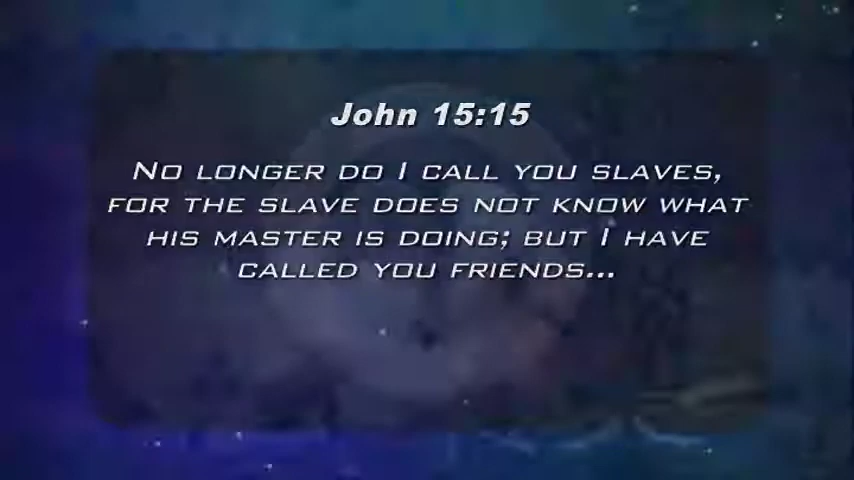 John 15:15
No longer do I call you slaves,
for the slave does not know what
his master is doing; but I have
called you friends...